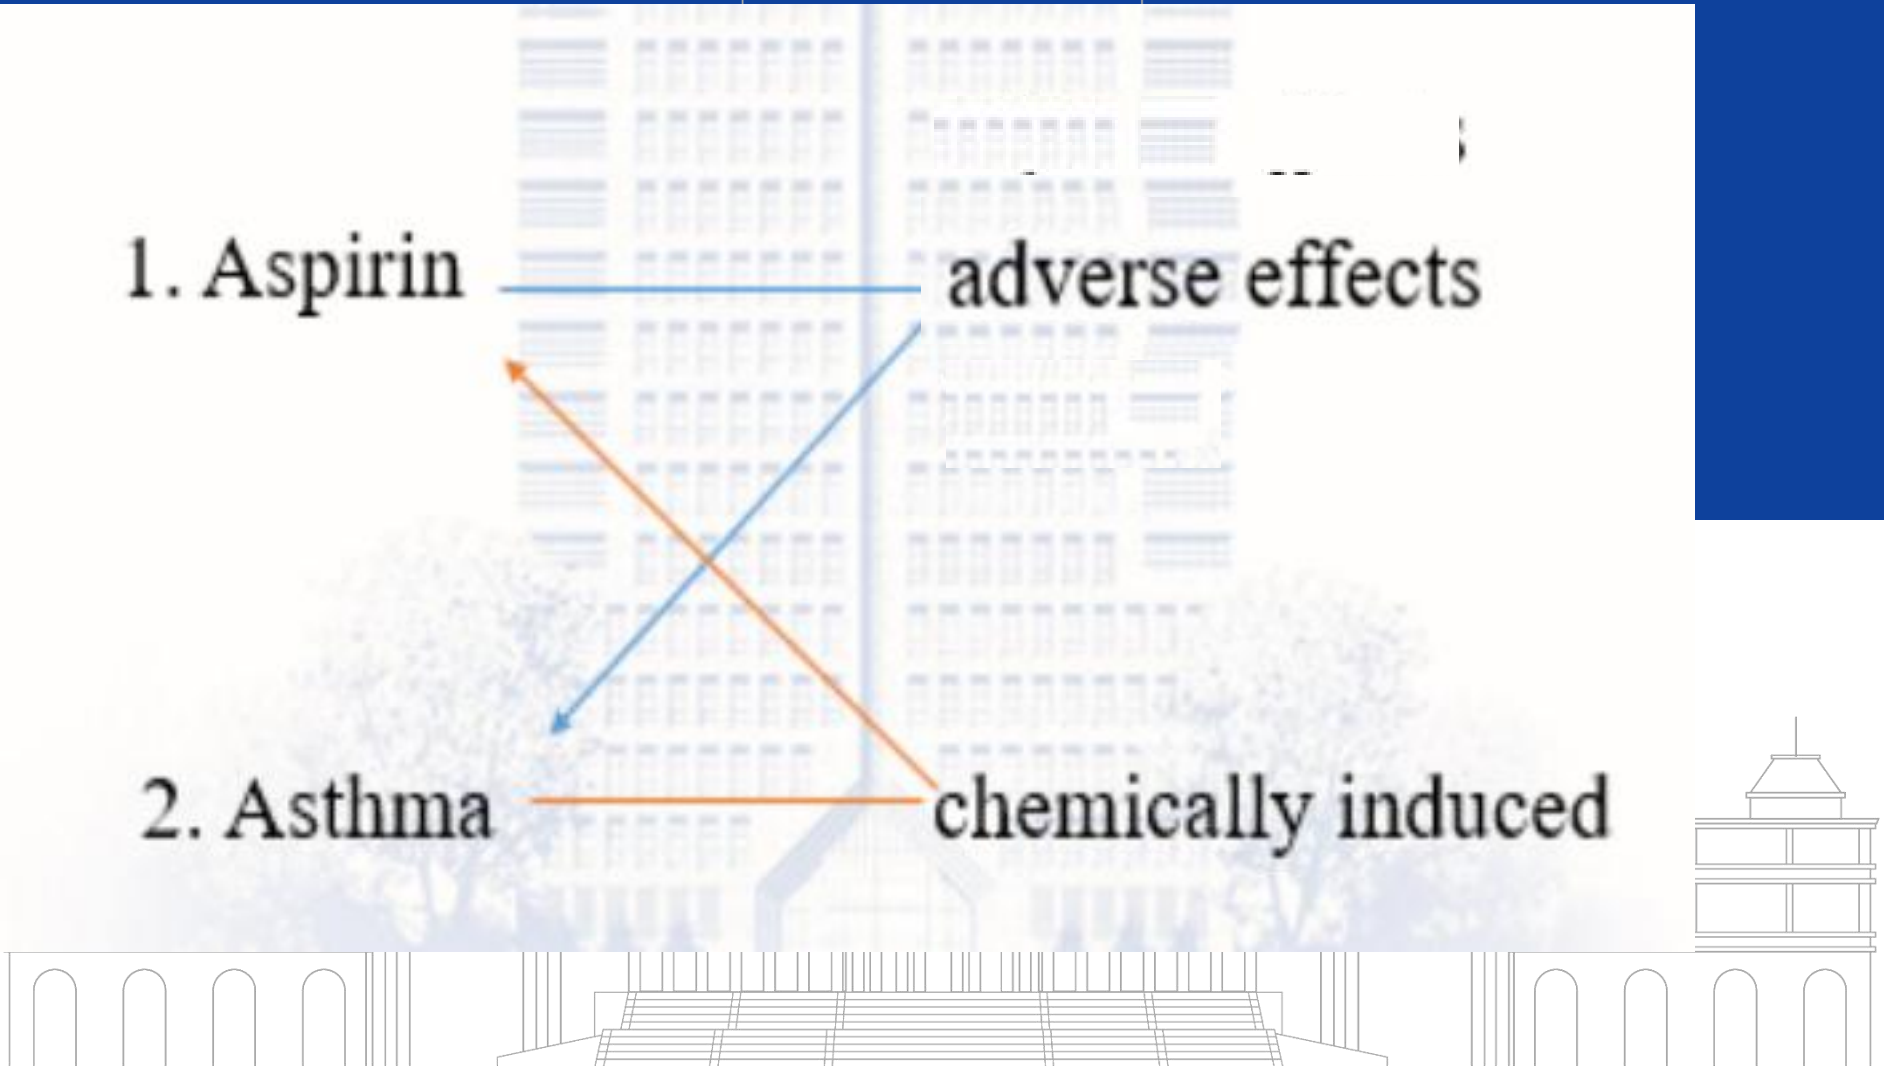 1. Aspirin
adverse effects
2. Asthma
chemically induced